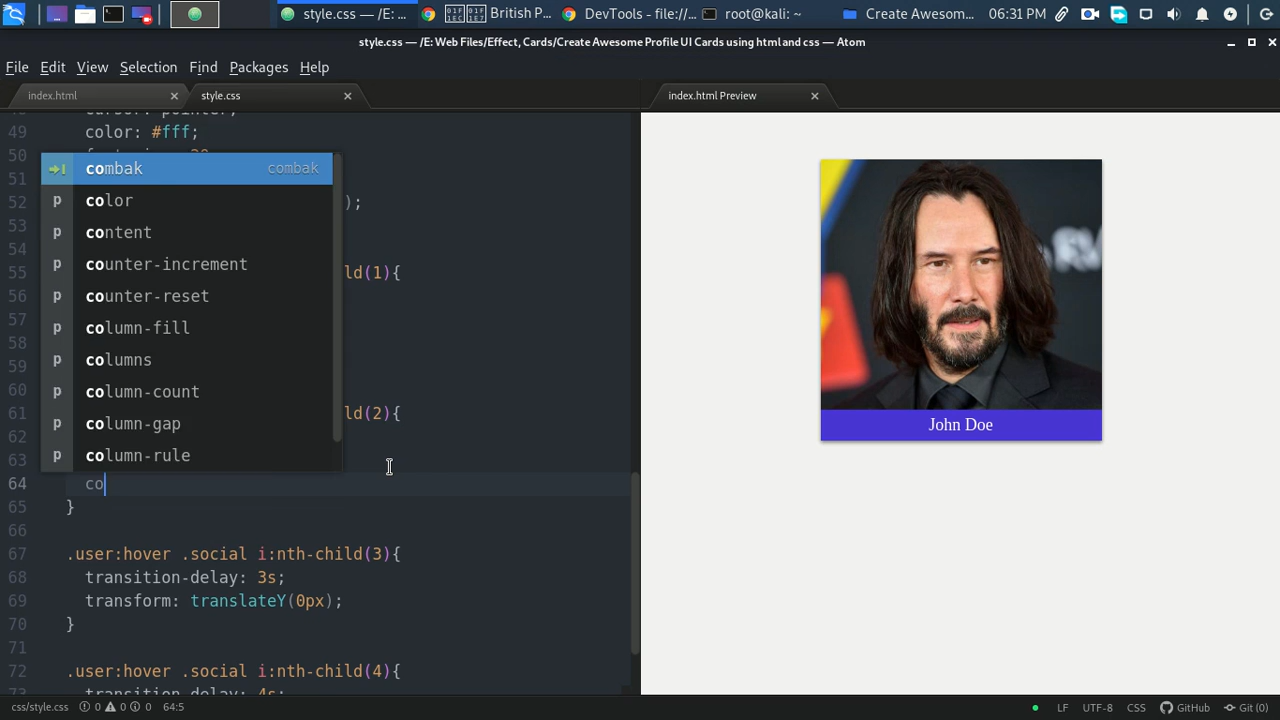 style.css — /E: ...
British P...
DevTools - file://...
root@kali: ~
Create Awesom...
06:31 PM
style.css — /E: Web Files/Effect, Cards/Create Awesome Profile UI Cards using html and css — Atom
File Edit View Selection Find Packages Help
index.html
style.css
index.html Preview
49 color: #fff;
50
51
52 );
53
54
55 ld(1){
56
57
58
59
60
61 ld(2){
62
63
64 co
65 }
66
67 .user:hover .social i:nth-child(3){
68 transition-delay: 3s;
69 transform: translateY(0px);
70 }
71
72 .user:hover .social i:nth-child(4){
73 transition-delay: 4s;
combak combak
p color
p content
p counter-increment
p counter-reset
p column-fill
p columns
p column-count
p column-gap
p column-rule
John Doe
css/style.css 0 0 0 64:5
LF UTF-8 CSS GitHub Git (0)